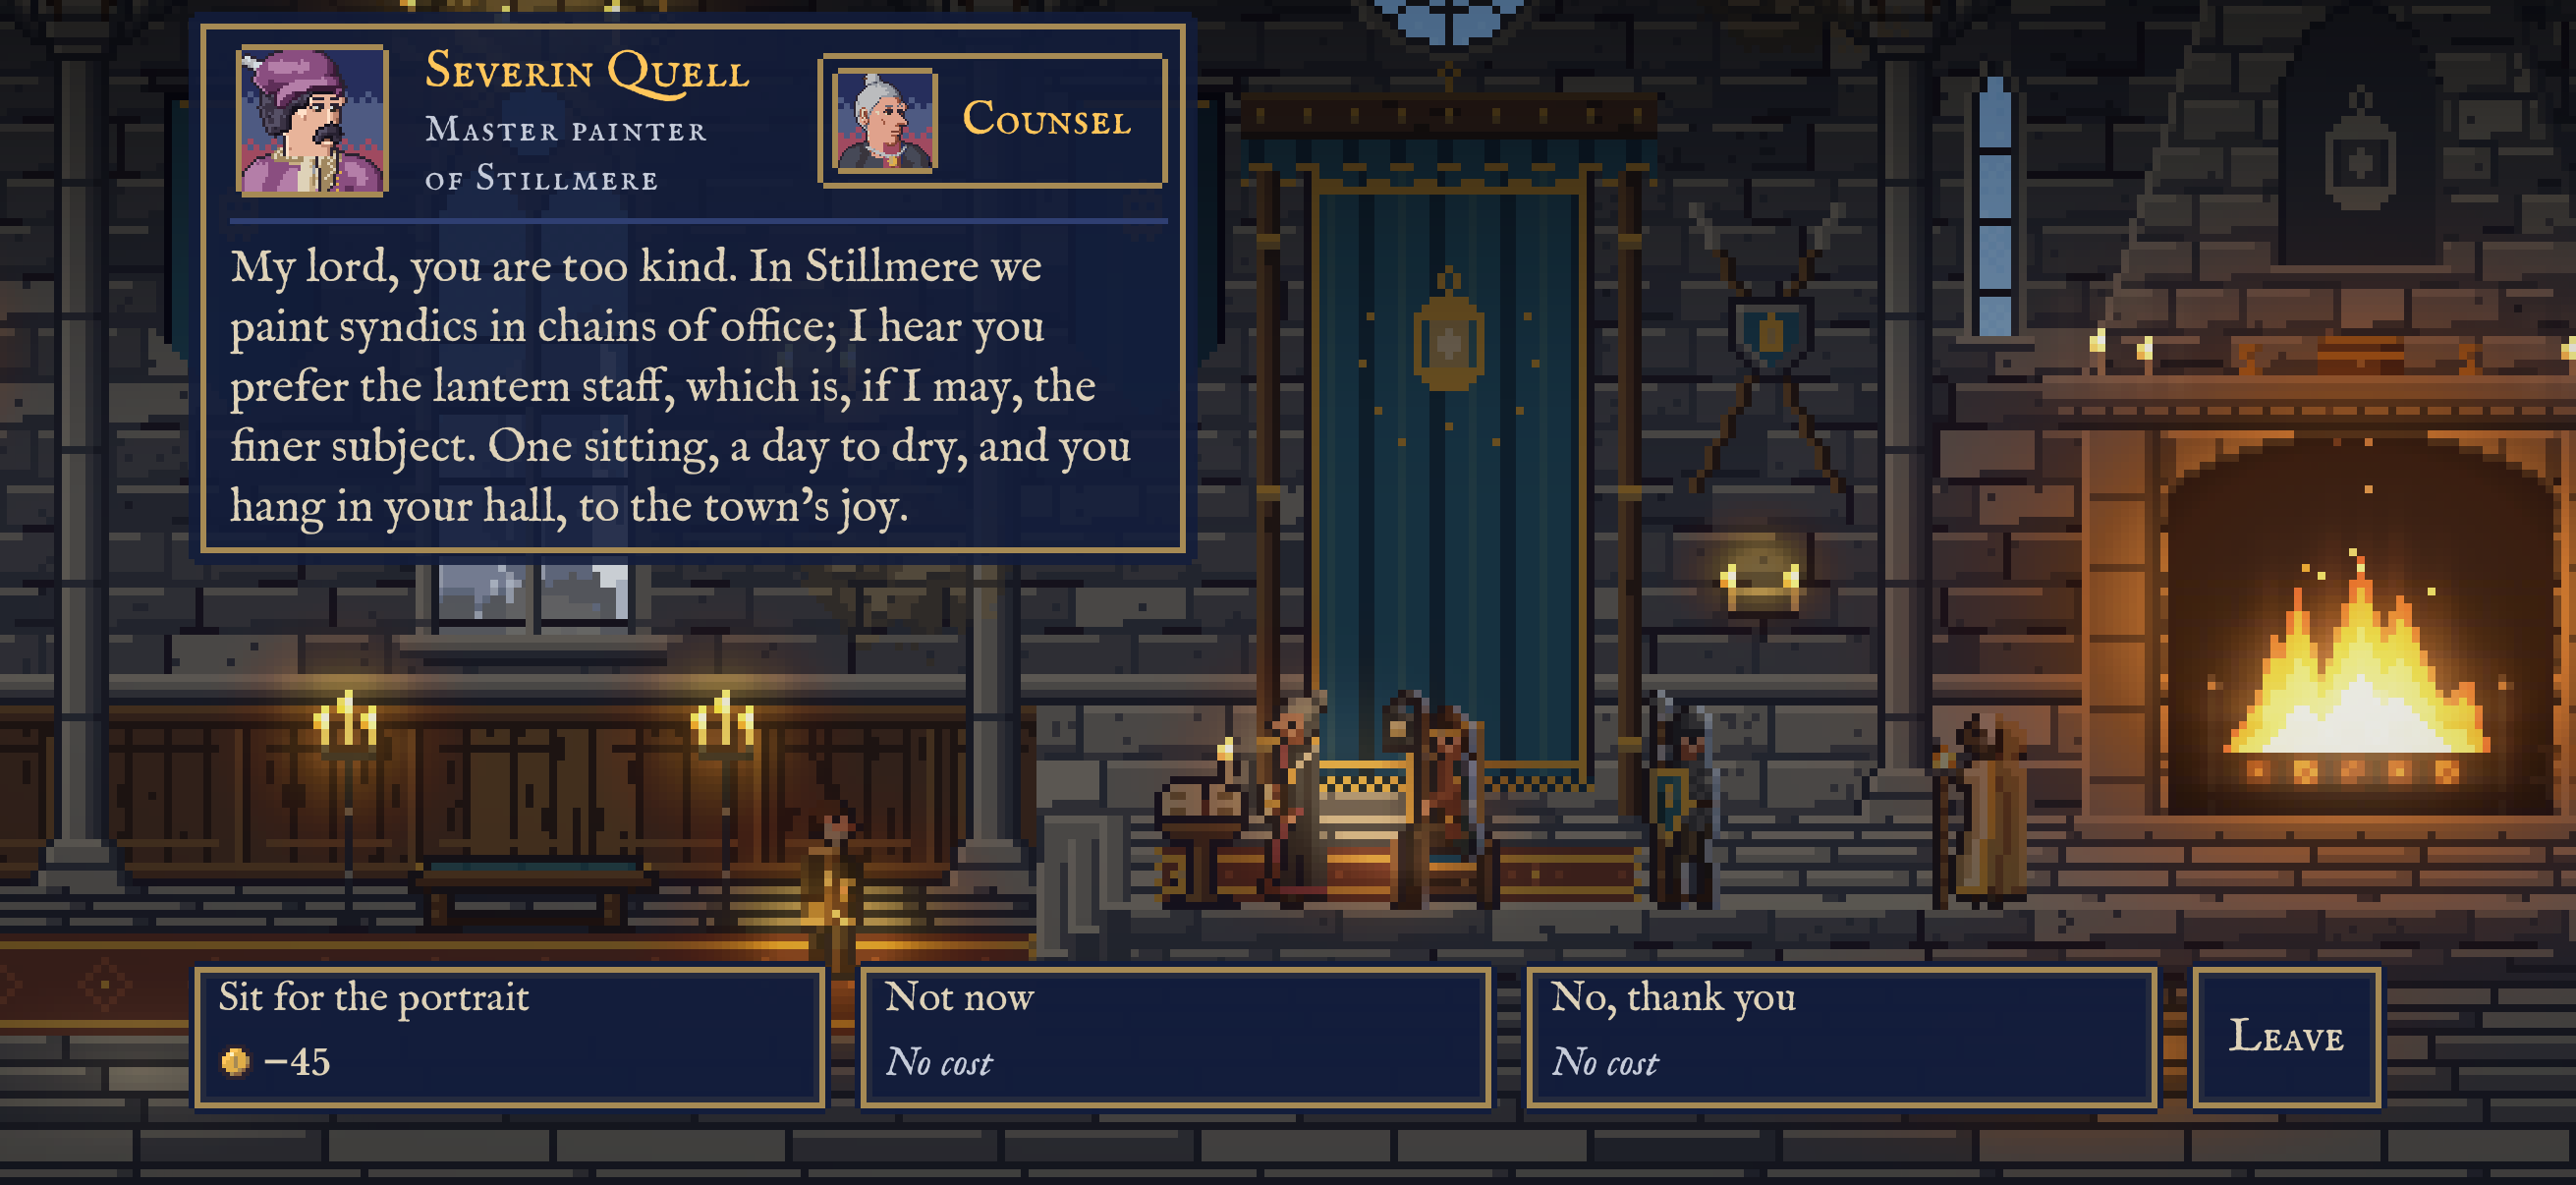 Severin Quell
Master painter
of Stillmere
Counsel
My lord, you are too kind. In Stillmere we
paint syndics in chains of office; I hear you
prefer the lantern staff, which is, if I may, the
finer subject. One sitting, a day to dry, and you
hang in your hall, to the town’s joy.
Sit for the portrait
−45
Not now
No cost
No, thank you
No cost
Leave